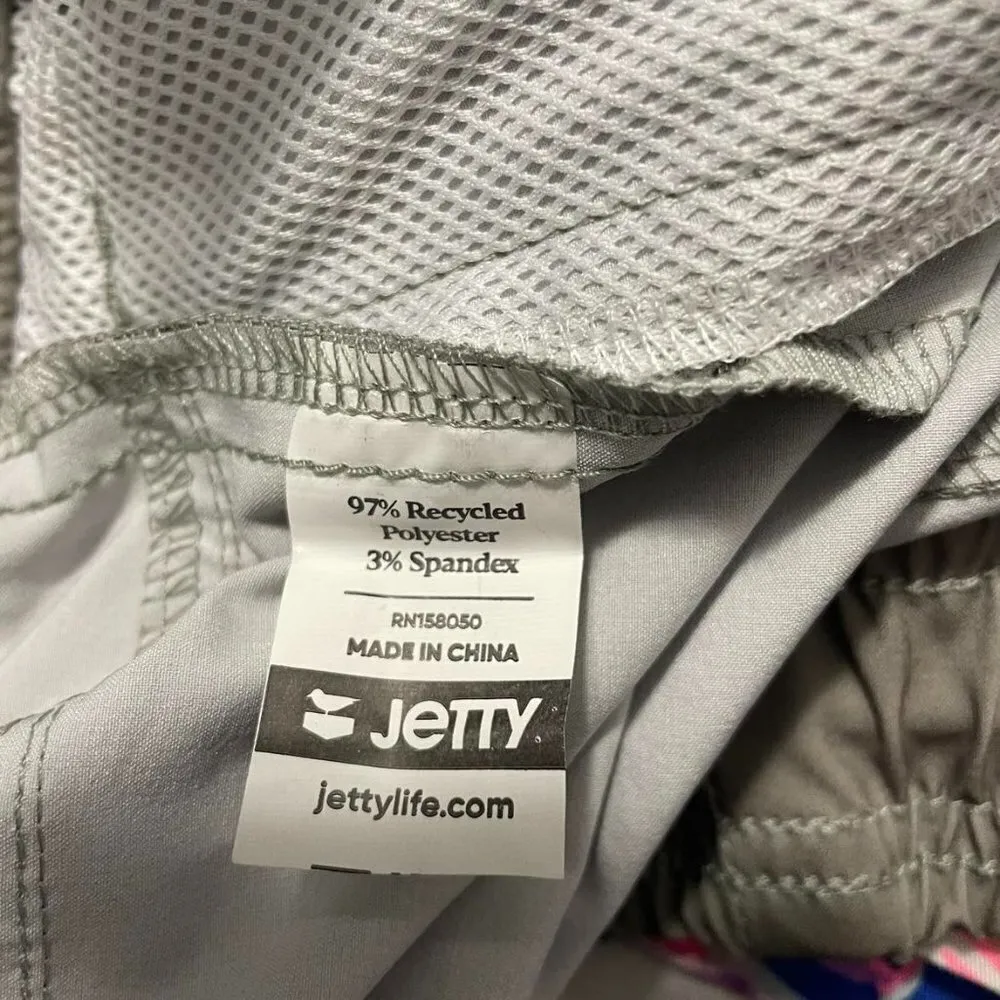 97% Recycled
Polyester
3% Spandex
RN158050
MADE IN CHINA
JeTTY
jettylife.com